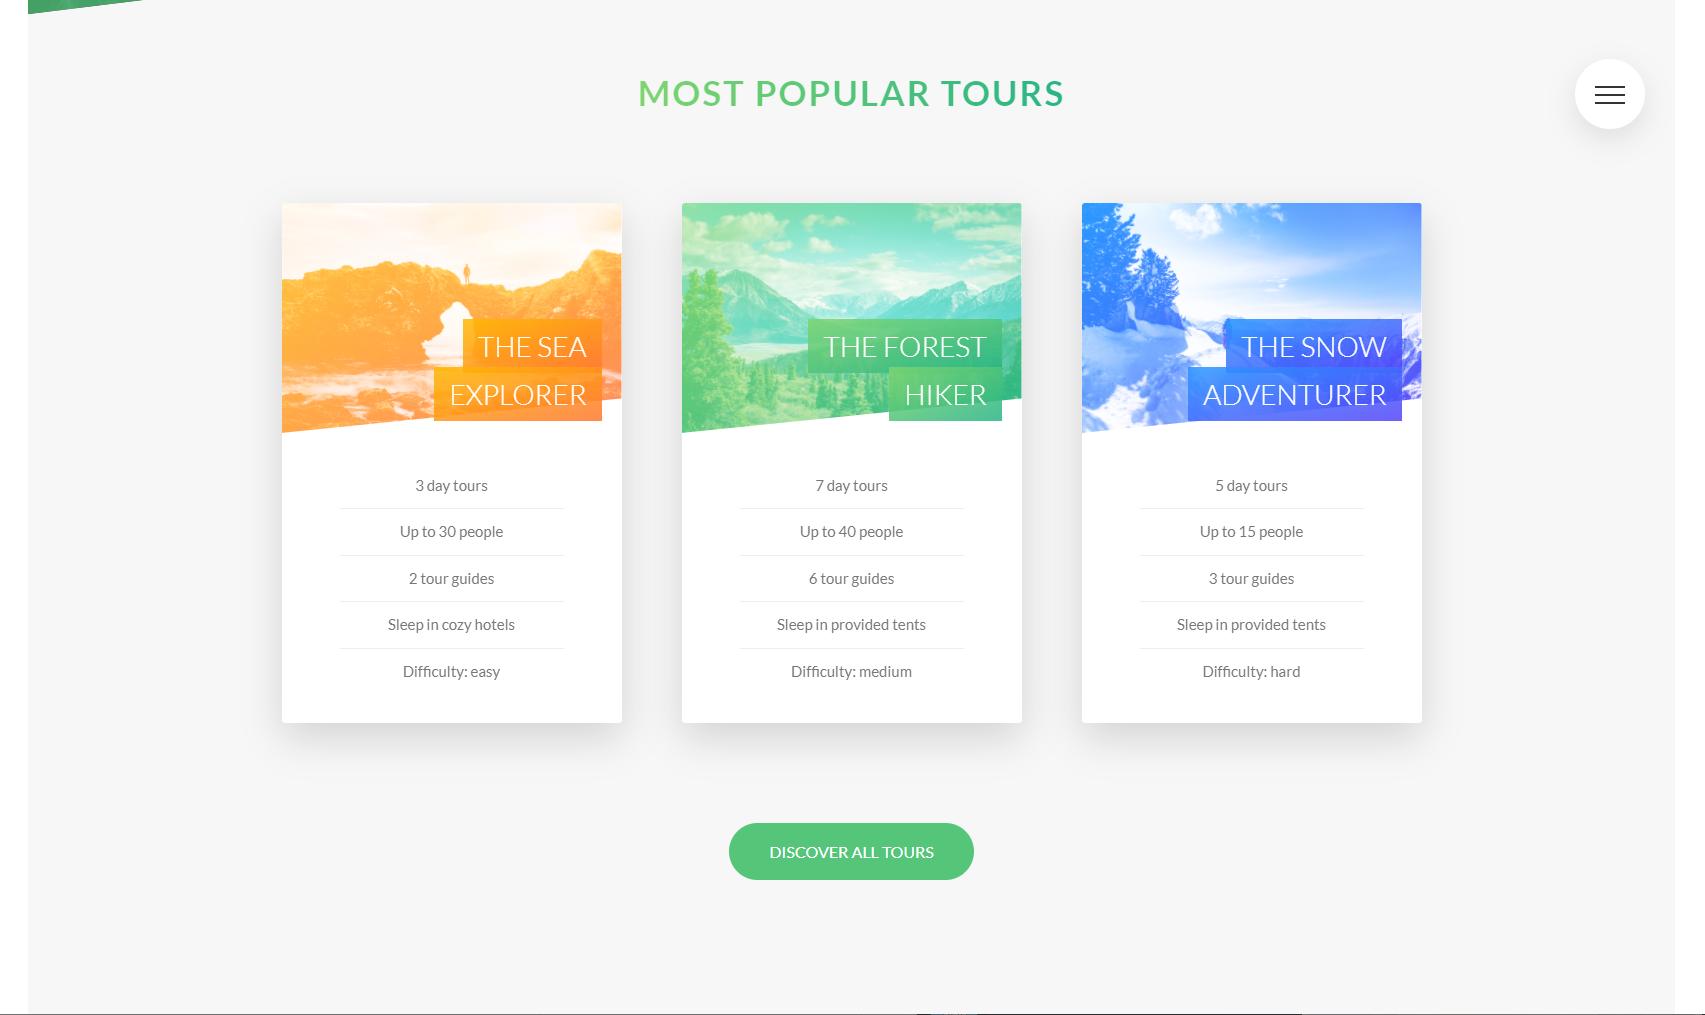 MOST POPULAR TOURS
THE SEA
EXPLORER
3 day tours
Up to 30 people
2 tour guides
Sleep in cozy hotels
Difficulty: easy
THE FOREST
HIKER
7 day tours
Up to 40 people
6 tour guides
Sleep in provided tents
Difficulty: medium
THE SNOW
ADVENTURER
5 day tours
Up to 15 people
3 tour guides
Sleep in provided tents
Difficulty: hard
DISCOVER ALL TOURS